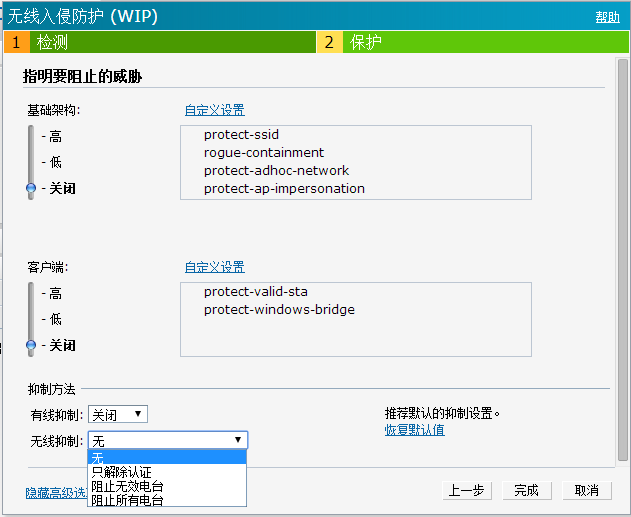 无线入侵防护 (WIP)
帮助
1 检测
2 保护
指明要阻止的威胁
基础架构:
自定义设置
- 高
- 低
- 关闭
protect-ssid
rogue-containment
protect-adhoc-network
protect-ap-impersonation
客户端:
自定义设置
- 高
- 低
- 关闭
protect-valid-sta
protect-windows-bridge
抑制方法
有线抑制: 关闭
无线抑制: 无
无
只解除认证
阻止无效电台
阻止所有电台
推荐默认的抑制设置。
恢复默认值
隐藏高级选
上一步
完成
取消